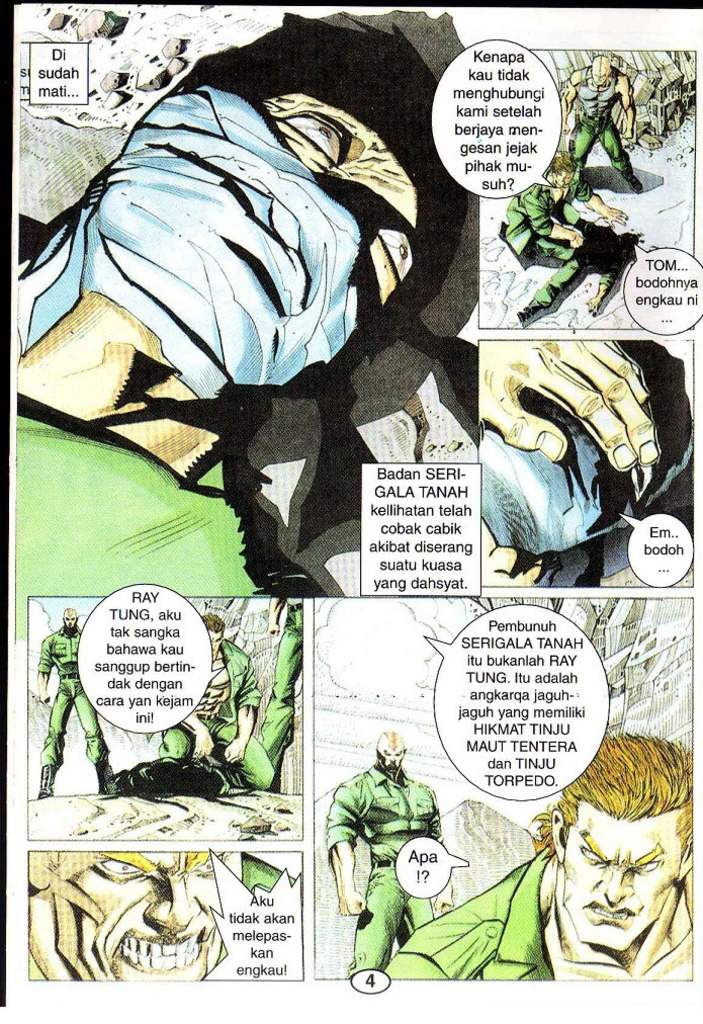 Di
sudah
mati...
Kenapa
kau tidak
menghubungi
kami setelah
berjaya men-
gesan jejak
pihak mu-
suh?
TOM...
bodohnya
engkau ni
...
Badan SERI-
GALA TANAH
kellihatan telah
cobak cabik
akibat diserang
suatu kuasa
yang dahsyat.
Em..
bodoh
...
RAY
TUNG, aku
tak sangka
bahawa kau
sanggup bertin-
dak dengan
cara yan kejam
ini!
Pembunuh
SERIGALA TANAH
itu bukanlah RAY
TUNG. Itu adalah
angkarqa jaguh-
jaguh yang memiliki
HIKMAT TINJU
MAUT TENTERA
dan TINJU
TORPEDO.
Apa
!?
Aku
tidak akan
melepas-
kan
engkau!
4